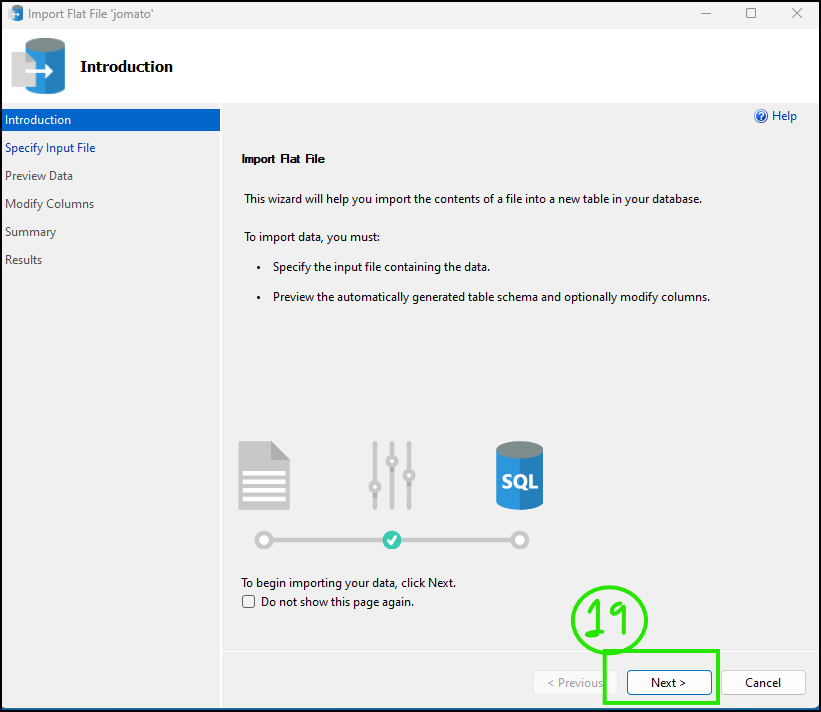 Import Flat File 'jomato'
Introduction
Introduction
Specify Input File
Preview Data
Modify Columns
Summary
Results
Help
Import Flat File
This wizard will help you import the contents of a file into a new table in your database.
To import data, you must:
• Specify the input file containing the data.
• Preview the automatically generated table schema and optionally modify columns.
SQL
To begin importing your data, click Next.
Do not show this page again.
19
< Previous
Next >
Cancel